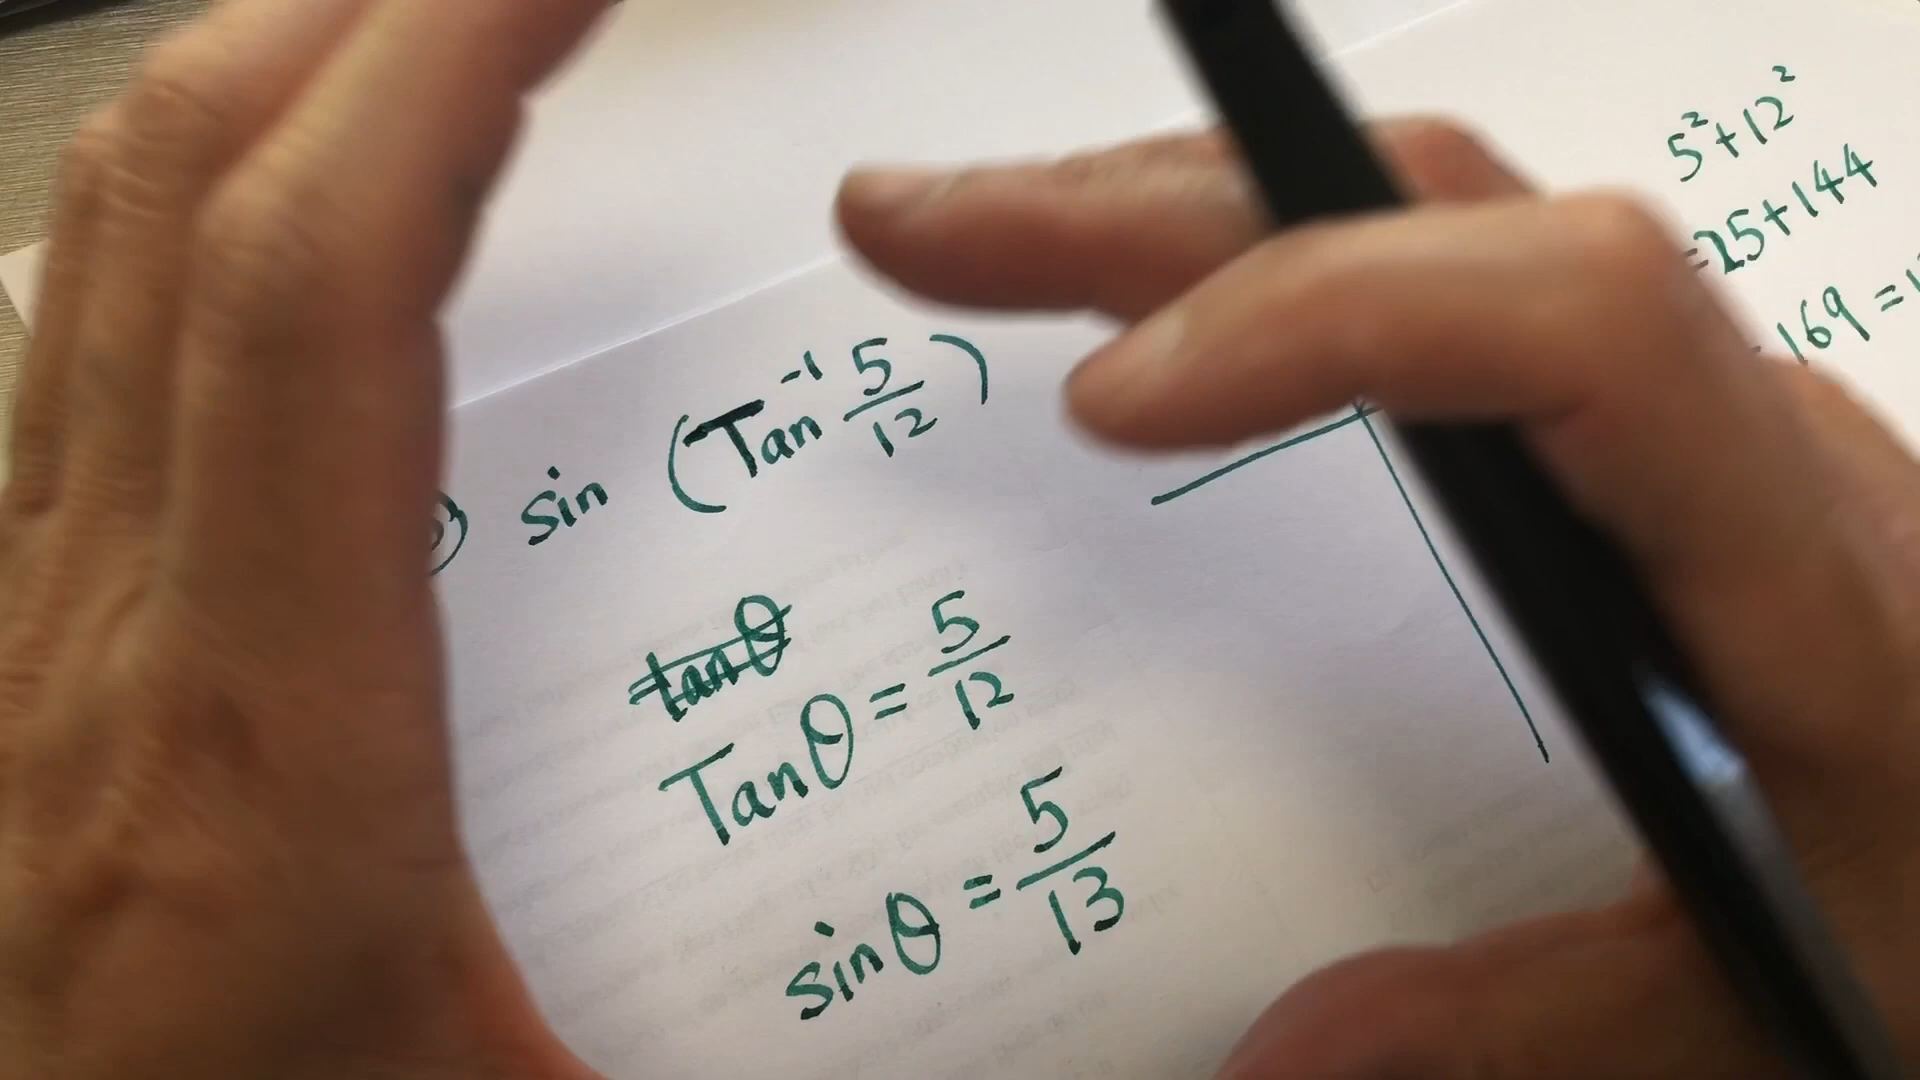 sin (Tan⁻¹ 5/12)
tanθ
Tanθ = 5/12
sinθ = 5/13
5² + 12²
= 25 + 144
169 =